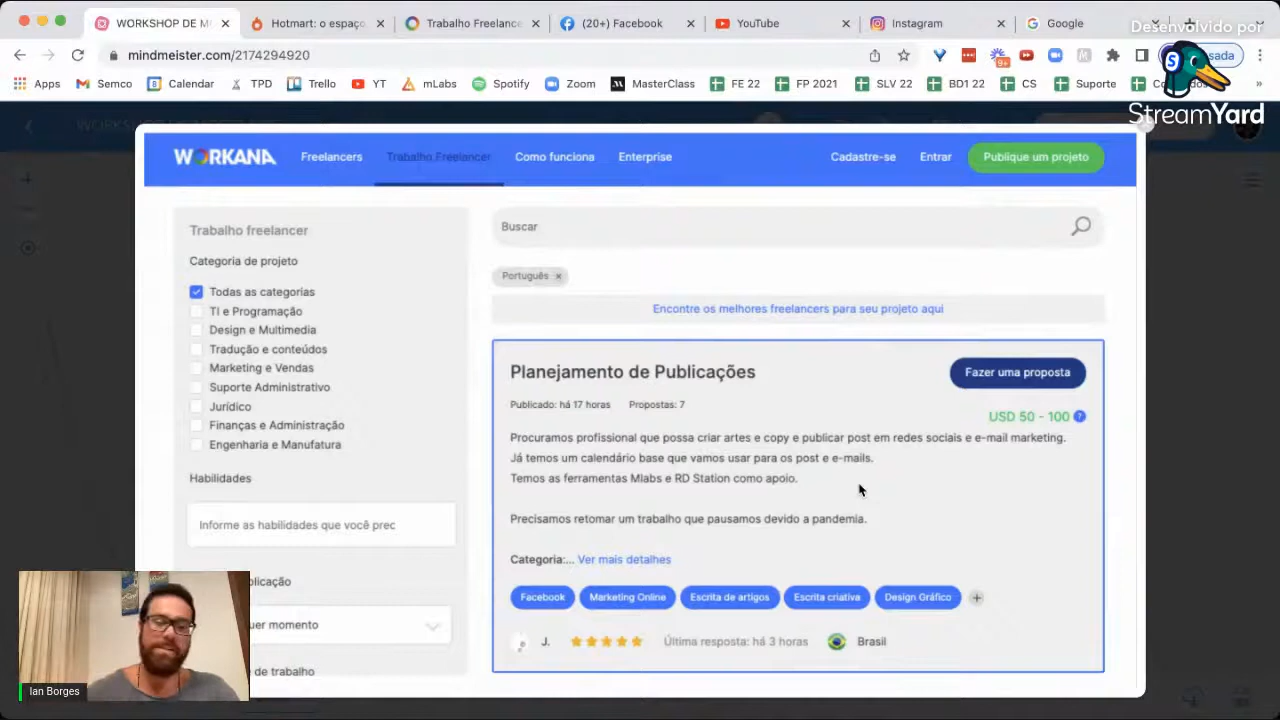 WORKSHOP DE M
Hotmart: o espaço
Trabalho Freelance
(20+) Facebook
YouTube
Instagram
Google
Desenvolvido por
mindmeister.com/2174294920
Apps
Semco
Calendar
TPD
Trello
YT
mLabs
Spotify
Zoom
MasterClass
FE 22
FP 2021
SLV 22
BD1 22
CS
Suporte
StreamYard
WORKANA
Freelancers
Trabalho Freelancer
Como funciona
Enterprise
Cadastre-se
Entrar
Publique um projeto
Trabalho freelancer
Categoria de projeto
Todas as categorias
TI e Programação
Design e Multimedia
Tradução e conteúdos
Marketing e Vendas
Suporte Administrativo
Jurídico
Finanças e Administração
Engenharia e Manufatura
Habilidades
Informe as habilidades que você prec
Buscar
Português ×
Encontre os melhores freelancers para seu projeto aqui
Planejamento de Publicações
Fazer uma proposta
Publicado: há 17 horas Propostas: 7
USD 50 - 100 ?
Procuramos profissional que possa criar artes e copy e publicar post em redes sociais e e-mail marketing.
Já temos um calendário base que vamos usar para os post e e-mails.
Temos as ferramentas Mlabs e RD Station como apoio.
Precisamos retomar um trabalho que pausamos devido a pandemia.
Categoria:... Ver mais detalhes
Facebook
Marketing Online
Escrita de artigos
Escrita criativa
Design Gráfico
+
J.
Última resposta: há 3 horas
Brasil
de trabalho
Ian Borges